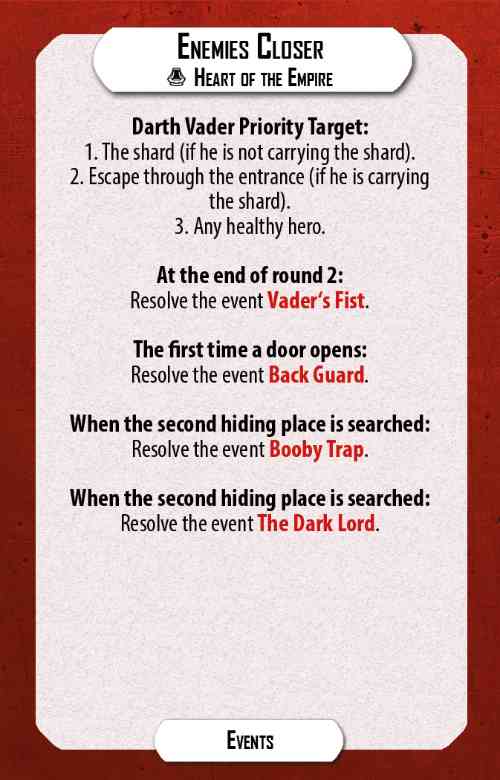 Enemies Closer
Heart of the Empire
Darth Vader Priority Target:
1. The shard (if he is not carrying the shard).
2. Escape through the entrance (if he is carrying
the shard).
3. Any healthy hero.
At the end of round 2:
Resolve the event Vader‘s Fist.
The first time a door opens:
Resolve the event Back Guard.
When the second hiding place is searched:
Resolve the event Booby Trap.
When the second hiding place is searched:
Resolve the event The Dark Lord.
Events